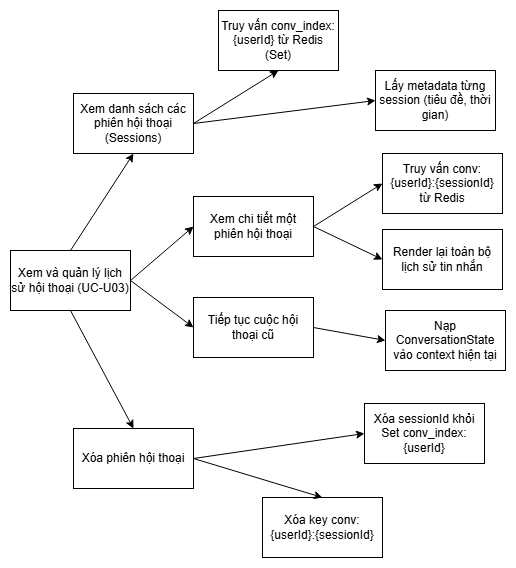 Truy vấn conv_index:
{userId} từ Redis
(Set)
Xem danh sách các
phiên hội thoại
(Sessions)
Lấy metadata từng
session (tiêu đề, thời
gian)
Xem chi tiết một
phiên hội thoại
Truy vấn conv:
{userId}:{sessionId}
từ Redis
Render lại toàn bộ
lịch sử tin nhắn
Xem và quản lý lịch
sử hội thoại (UC-U03)
Tiếp tục cuộc hội
thoại cũ
Nạp
ConversationState
vào context hiện tại
Xóa phiên hội thoại
Xóa sessionId khỏi
Set conv_index:
{userId}
Xóa key conv:
{userId}:{sessionId}